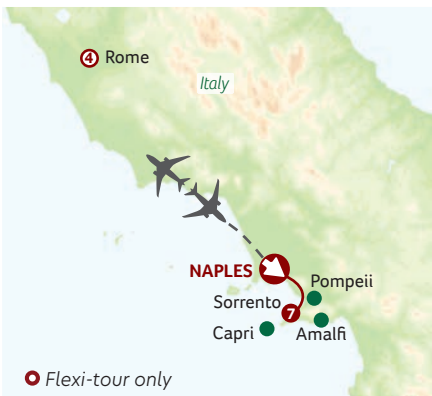 4 Rome
Italy
NAPLES
Pompeii
Sorrento
7
Capri
Amalfi
Flexi-tour only